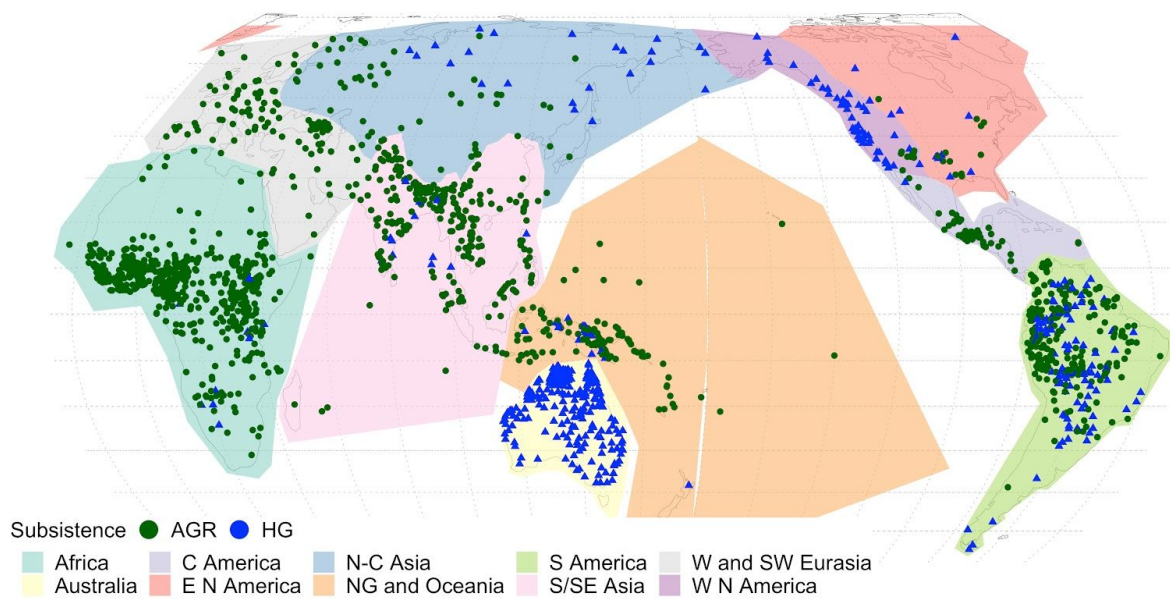 Subsistence AGR HG
Africa C America N-C Asia S America W and SW Eurasia
Australia E N America NG and Oceania S/SE Asia W N America